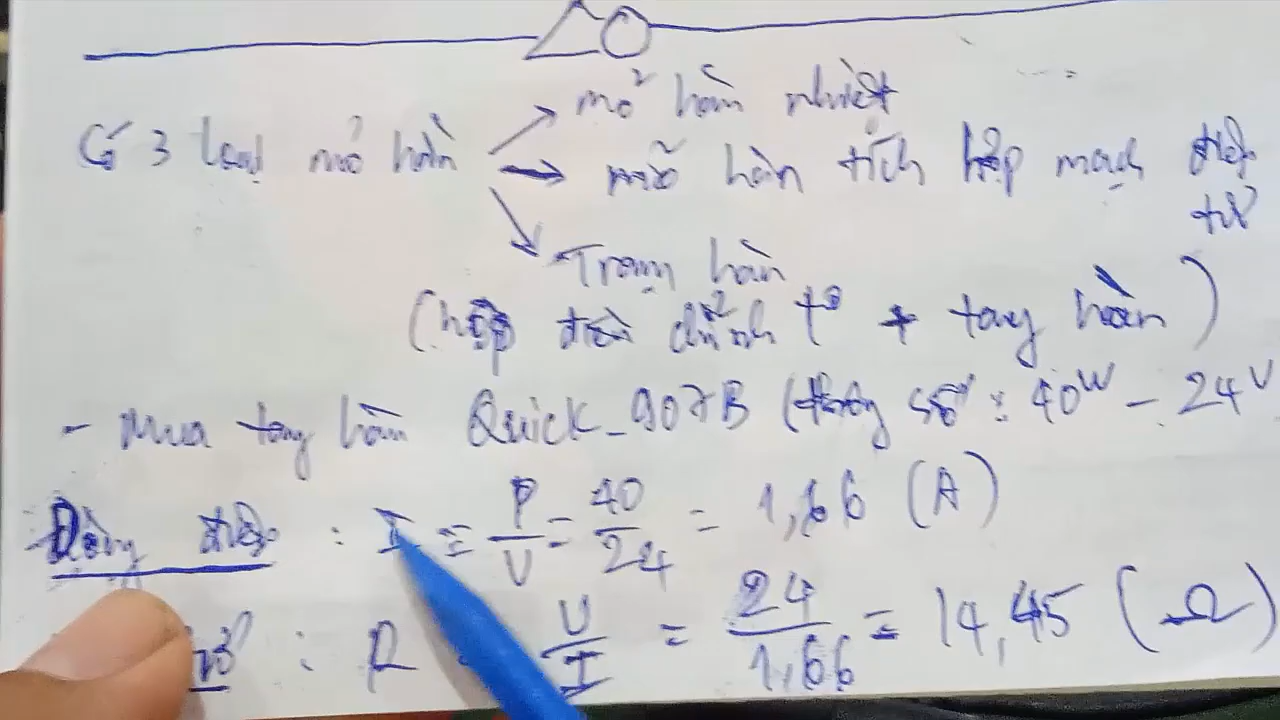 mỏ hàn nhiệt
Có 3 loại mỏ hàn → mỏ hàn tích hợp mạch điện
tử
Trạm hàn
(hộp điều chỉnh t° + tay hàn)
- Mua tay hàn Quick_907B (thông số: 40W - 24V
Dòng điện : I = P/U = 40/24 = 1,66 (A)
: R = U/I = 24/1,66 = 14,45 (Ω)